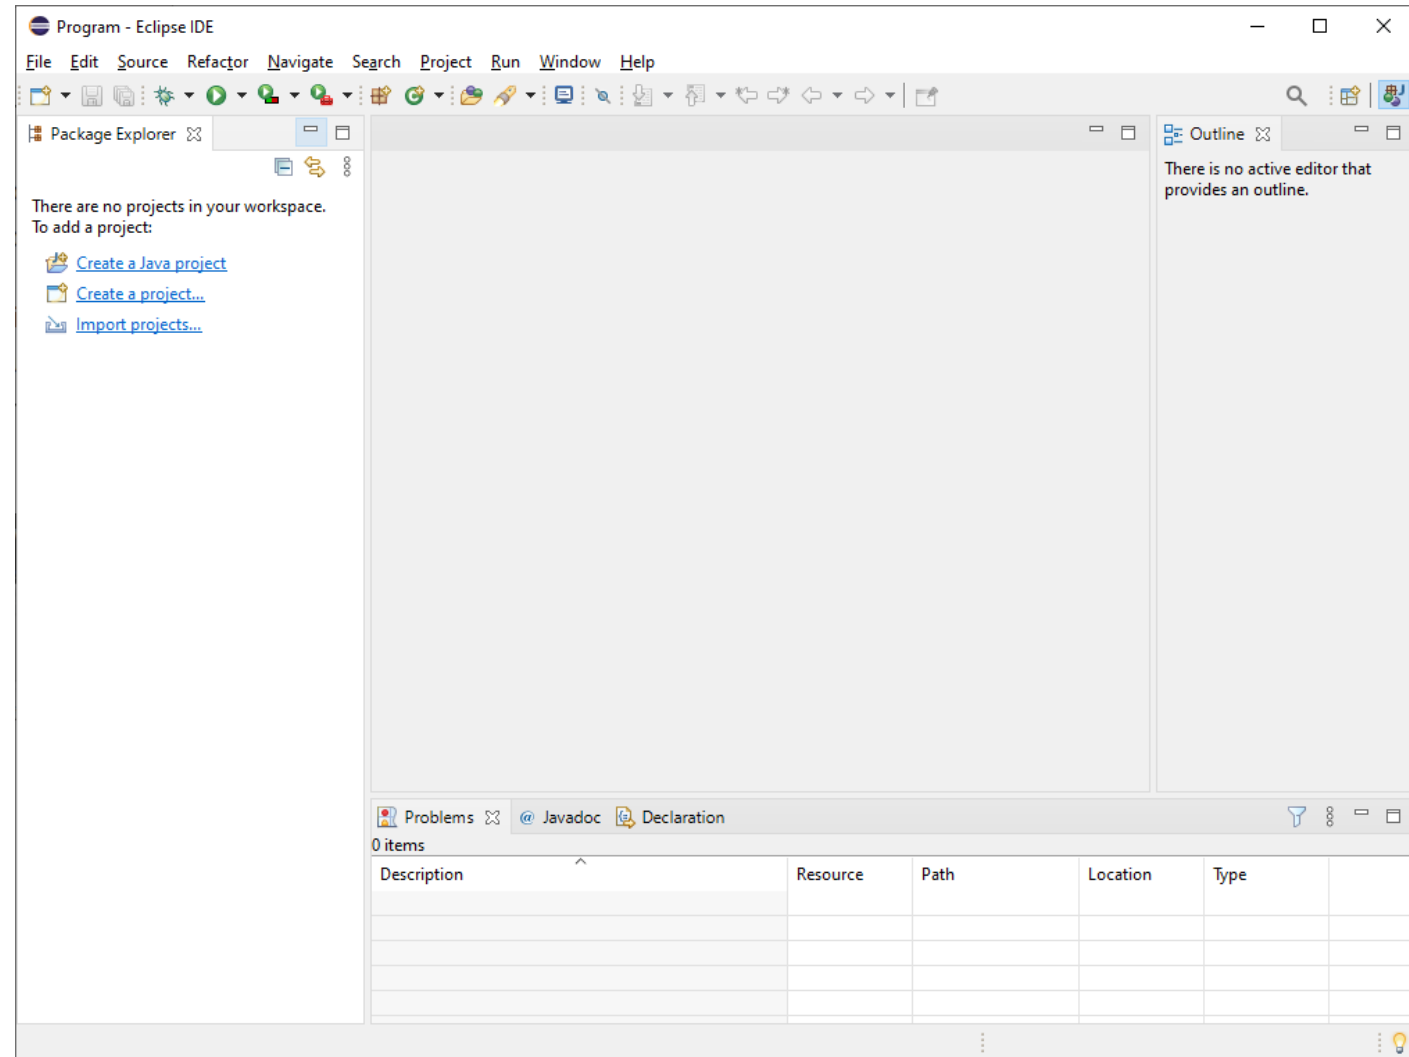 Program - Eclipse IDE
File Edit Source Refactor Navigate Search Project Run Window Help
Package Explorer
There are no projects in your workspace.
To add a project:
Create a Java project
Create a project...
Import projects...
Outline
There is no active editor that
provides an outline.
Problems @ Javadoc Declaration
0 items
Description Resource Path Location Type